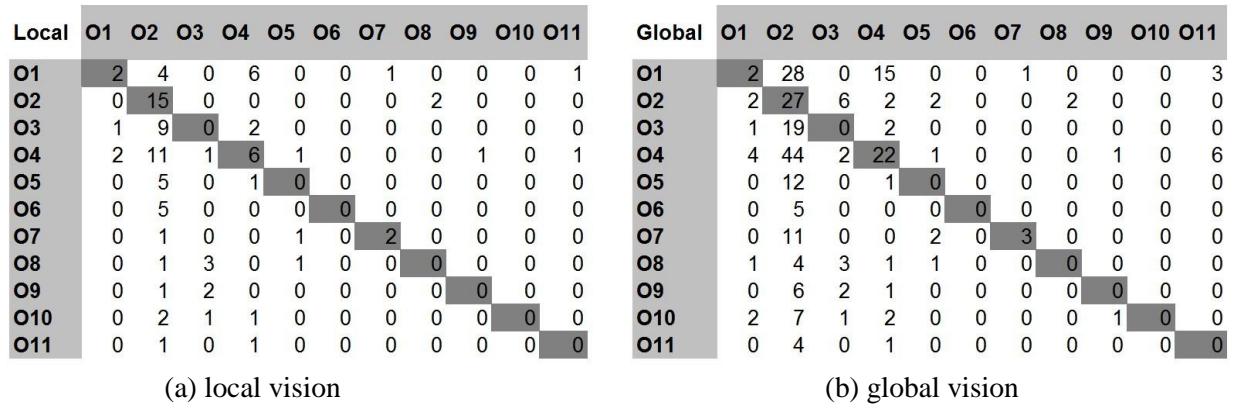 Local O1 O2 O3 O4 O5 O6 O7 O8 O9 O10 O11
O1 2 4 0 6 0 0 1 0 0 0 1
O2 0 15 0 0 0 0 0 2 0 0 0
O3 1 9 0 2 0 0 0 0 0 0 0
O4 2 11 1 6 1 0 0 0 1 0 1
O5 0 5 0 1 0 0 0 0 0 0 0
O6 0 5 0 0 0 0 0 0 0 0 0
O7 0 1 0 0 1 0 2 0 0 0 0
O8 0 1 3 0 1 0 0 0 0 0 0
O9 0 1 2 0 0 0 0 0 0 0 0
O10 0 2 1 1 0 0 0 0 0 0 0
O11 0 1 0 1 0 0 0 0 0 0 0
(a) local vision
Global O1 O2 O3 O4 O5 O6 O7 O8 O9 O10 O11
O1 2 28 0 15 0 0 1 0 0 0 3
O2 2 27 6 2 2 0 0 2 0 0 0
O3 1 19 0 2 0 0 0 0 0 0 0
O4 4 44 2 22 1 0 0 0 1 0 6
O5 0 12 0 1 0 0 0 0 0 0 0
O6 0 5 0 0 0 0 0 0 0 0 0
O7 0 11 0 0 2 0 3 0 0 0 0
O8 1 4 3 1 1 0 0 0 0 0 0
O9 0 6 2 1 0 0 0 0 0 0 0
O10 2 7 1 2 0 0 0 0 1 0 0
O11 0 4 0 1 0 0 0 0 0 0 0
(b) global vision